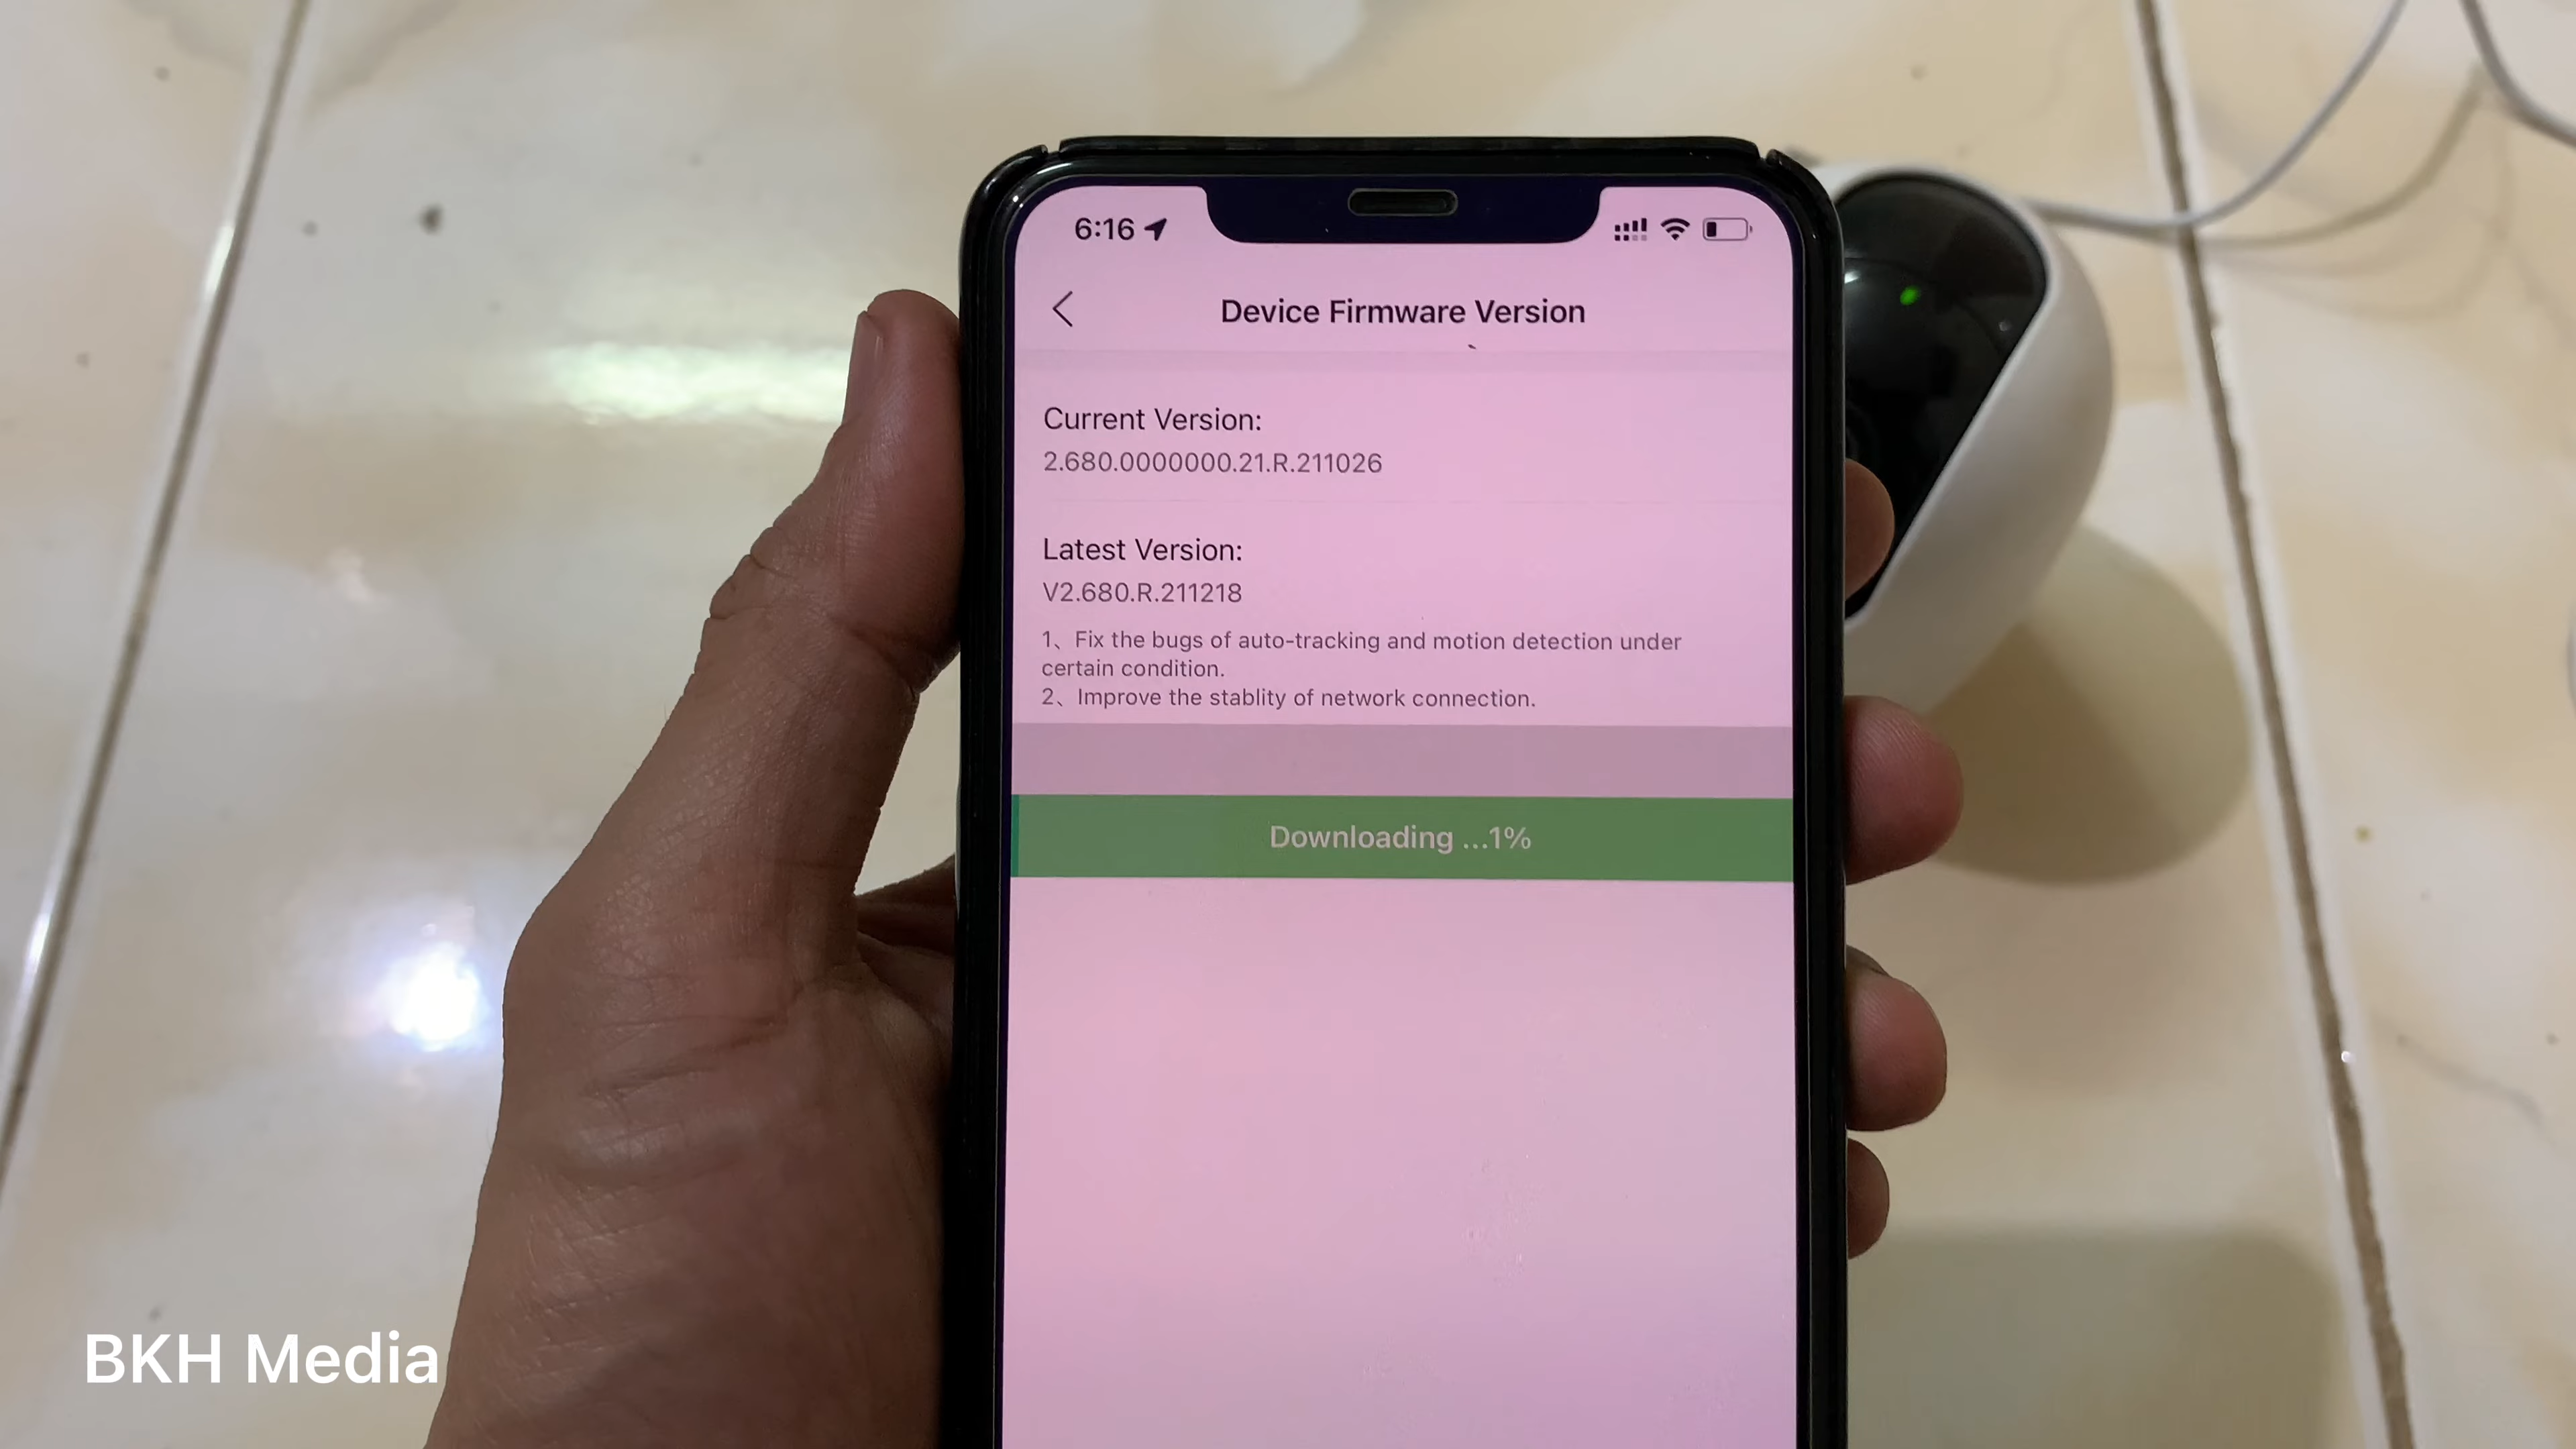 6:16
Device Firmware Version
Current Version:
2.680.0000000.21.R.211026
Latest Version:
V2.680.R.211218
1、Fix the bugs of auto-tracking and motion detection under
certain condition.
2、Improve the stablity of network connection.
Downloading ...1%
BKH Media